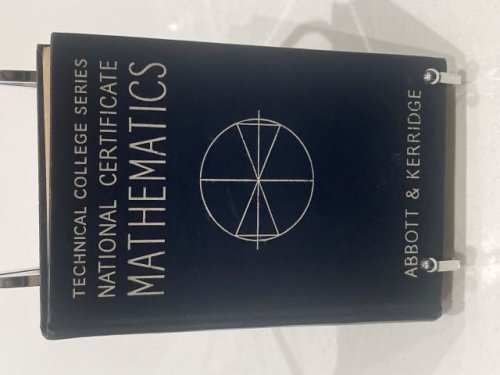 TECHNICAL COLLEGE SERIES
NATIONAL CERTIFICATE
MATHEMATICS
ABBOTT & KERRIDGE